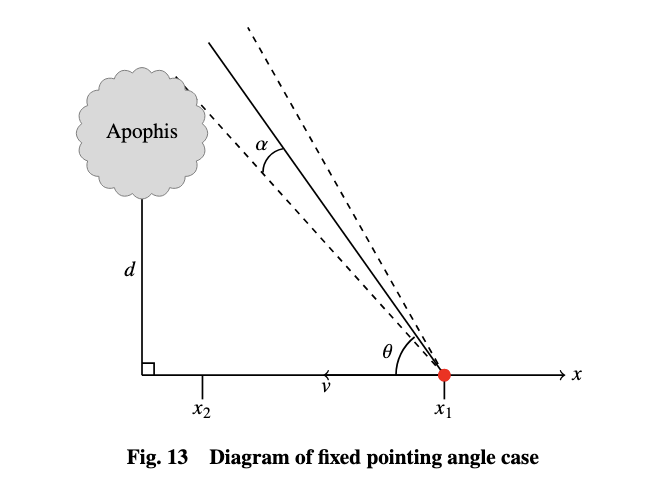 Apophis
α
d
θ
x
v
x₂
x₁
Fig. 13 Diagram of fixed pointing angle case